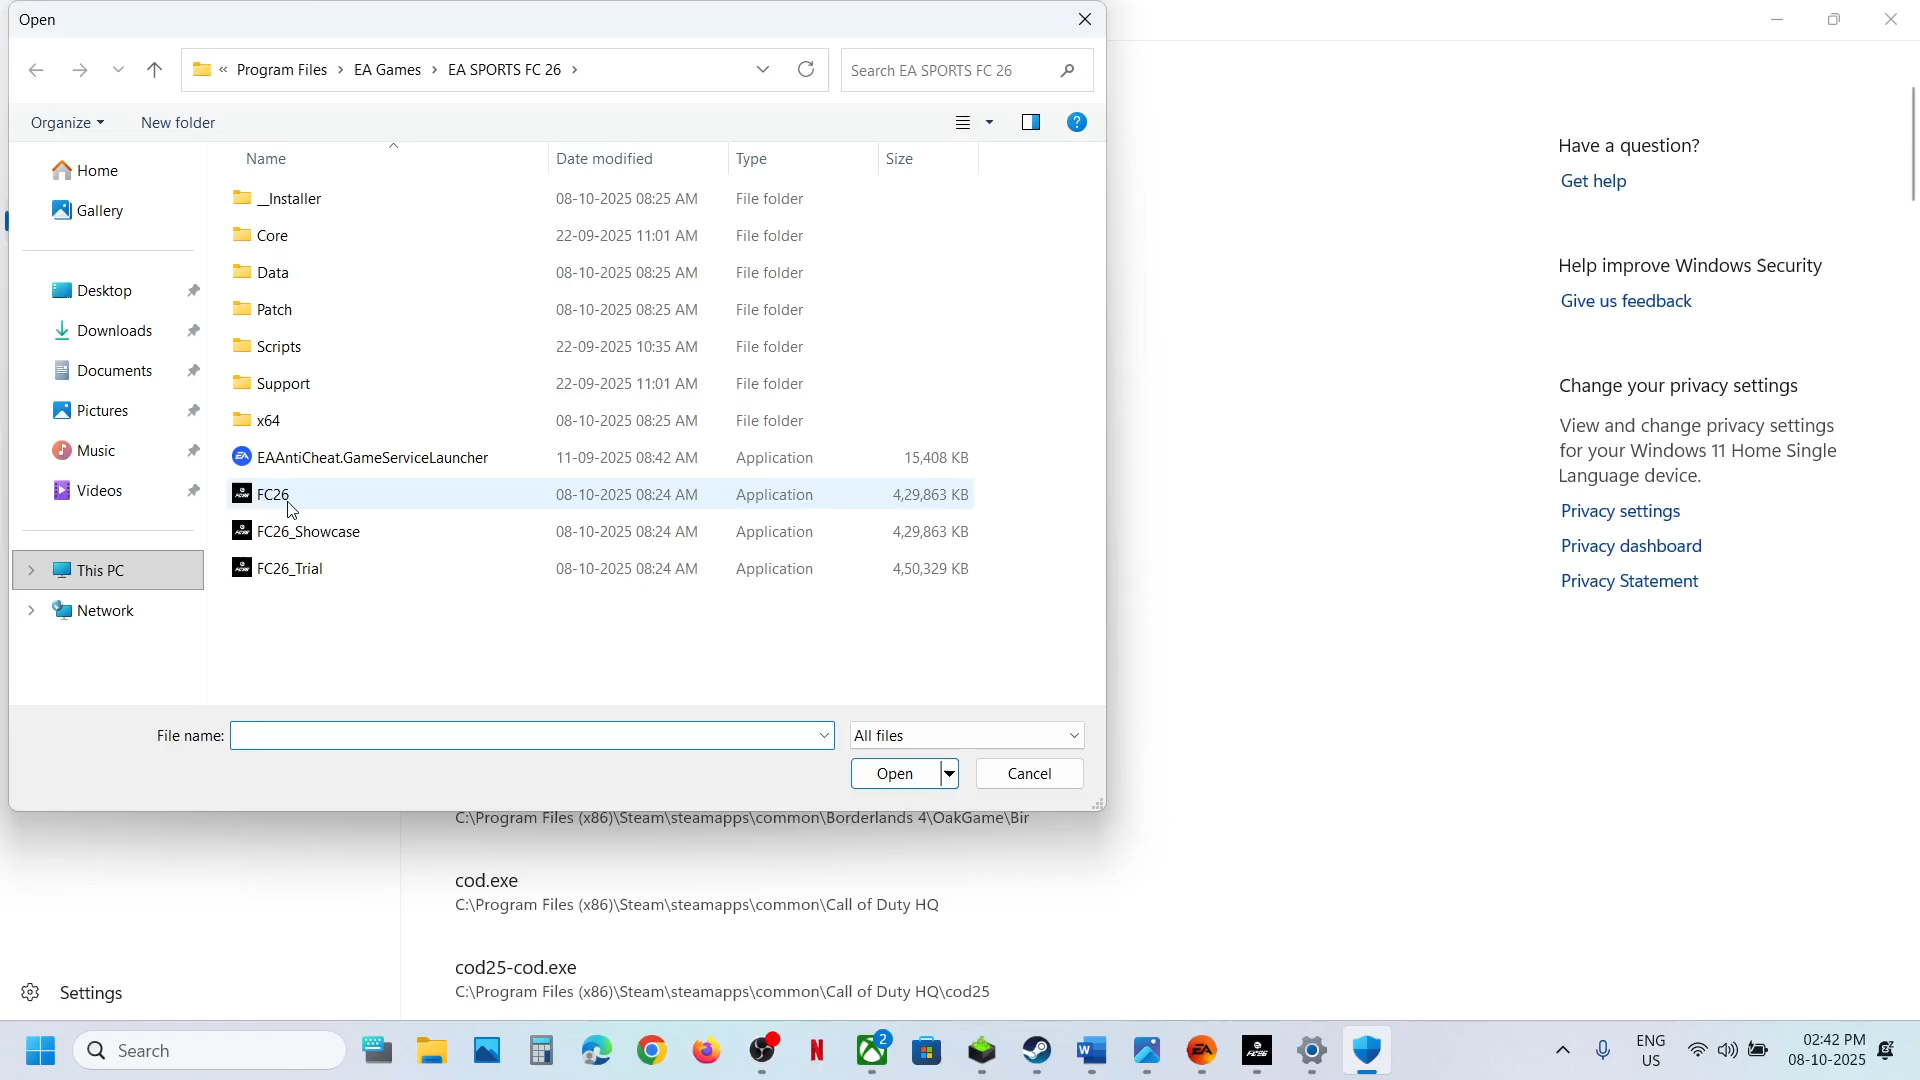 Open
« Program Files > EA Games > EA SPORTS FC 26 >
Search EA SPORTS FC 26
Organize
New folder
Name Date modified Type Size
Home
Gallery
Desktop
Downloads
Documents
Pictures
Music
Videos
This PC
Network
__Installer 08-10-2025 08:25 AM File folder
Core 22-09-2025 11:01 AM File folder
Data 08-10-2025 08:25 AM File folder
Patch 08-10-2025 08:25 AM File folder
Scripts 22-09-2025 10:35 AM File folder
Support 22-09-2025 11:01 AM File folder
x64 08-10-2025 08:25 AM File folder
EAAntiCheat.GameServiceLauncher 11-09-2025 08:42 AM Application 15,408 KB
FC26 08-10-2025 08:24 AM Application 4,29,863 KB
FC26_Showcase 08-10-2025 08:24 AM Application 4,29,863 KB
FC26_Trial 08-10-2025 08:24 AM Application 4,50,329 KB
File name:
All files
Open
Cancel
Have a question?
Get help
Help improve Windows Security
Give us feedback
Change your privacy settings
View and change privacy settings
for your Windows 11 Home Single
Language device.
Privacy settings
Privacy dashboard
Privacy Statement
C:\Program Files (x86)\Steam\steamapps\common\Borderlands 4\OakGame\Bir
cod.exe
C:\Program Files (x86)\Steam\steamapps\common\Call of Duty HQ
cod25-cod.exe
C:\Program Files (x86)\Steam\steamapps\common\Call of Duty HQ\cod25
Settings
Search
2
ENG
US
02:42 PM
08-10-2025